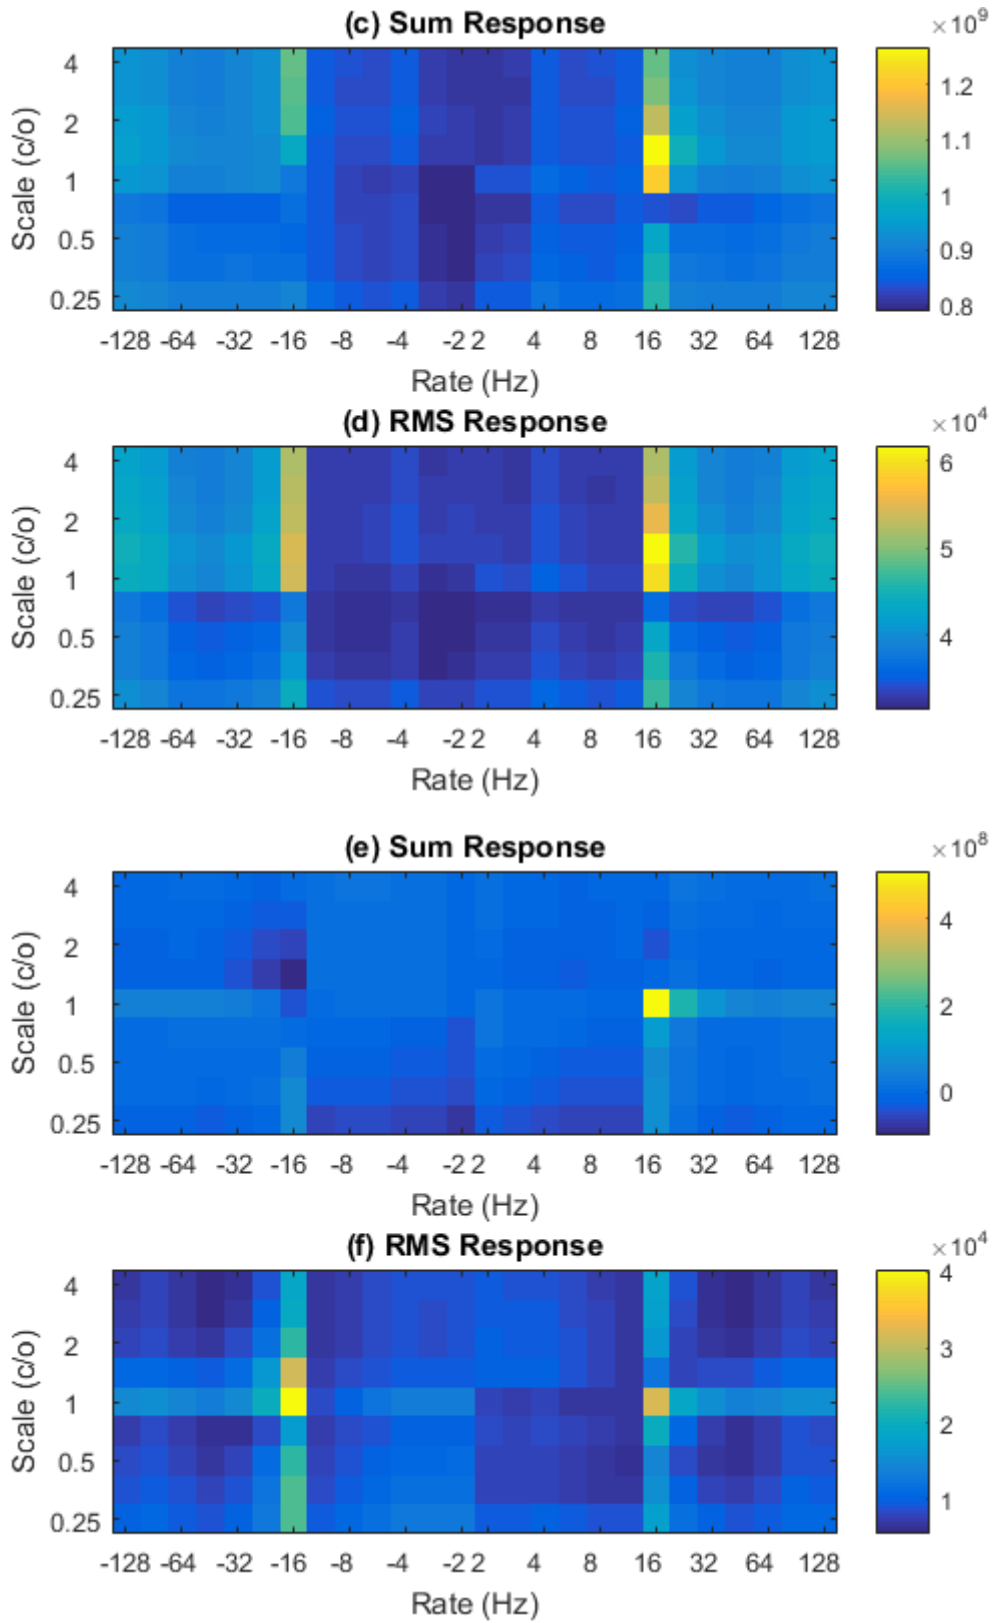 (c) Sum Response
×10^9
4
2
1
0.5
0.25
Scale (c/o)
1.2
1.1
1
0.9
0.8
-128 -64 -32 -16 -8 -4 -2 2 4 8 16 32 64 128
Rate (Hz)
(d) RMS Response
×10^4
4
2
1
0.5
0.25
Scale (c/o)
6
5
4
-128 -64 -32 -16 -8 -4 -2 2 4 8 16 32 64 128
Rate (Hz)
(e) Sum Response
×10^8
4
2
1
0.5
0.25
Scale (c/o)
4
2
0
-128 -64 -32 -16 -8 -4 -2 2 4 8 16 32 64 128
Rate (Hz)
(f) RMS Response
×10^4
4
2
1
0.5
0.25
Scale (c/o)
4
3
2
1
-128 -64 -32 -16 -8 -4 -2 2 4 8 16 32 64 128
Rate (Hz)